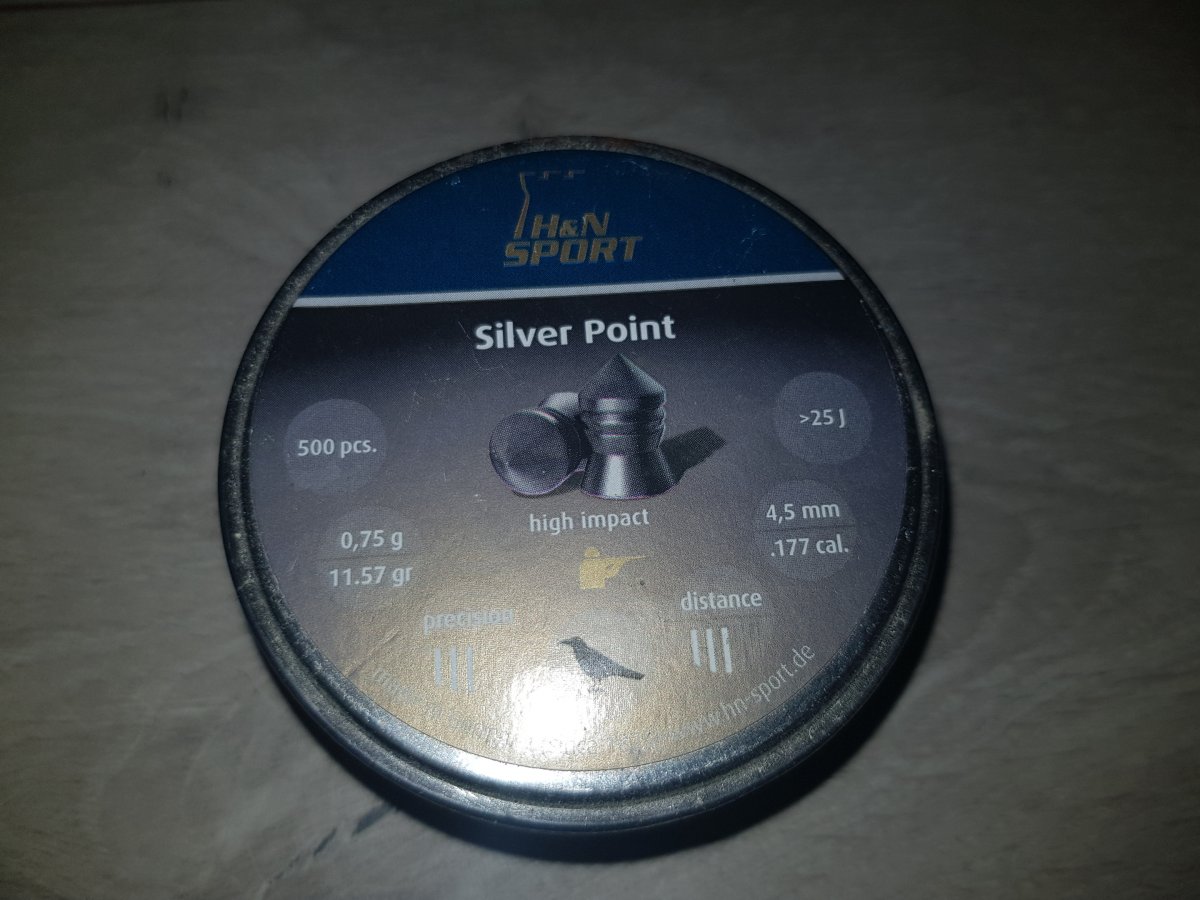 H&N
SPORT
Silver Point
500 pcs.
>25 J
high impact
0,75 g
11.57 gr
4,5 mm
.177 cal.
precision
distance
www.hn-sport.de